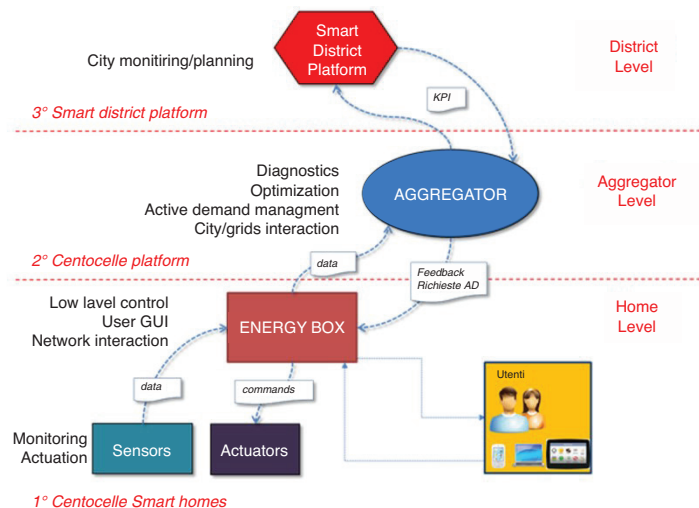 Smart
District
Platform
District
Level
City monitiring/planning
KPI
3° Smart district platform
Diagnostics
Optimization
Active demand managment
City/grids interaction
AGGREGATOR
Aggregator
Level
2° Centocelle platform
data
Feedback
Richieste AD
Low lavel control
User GUI
Network interaction
ENERGY BOX
Home
Level
data
commands
Utenti
Monitoring
Actuation
Sensors
Actuators
1° Centocelle Smart homes